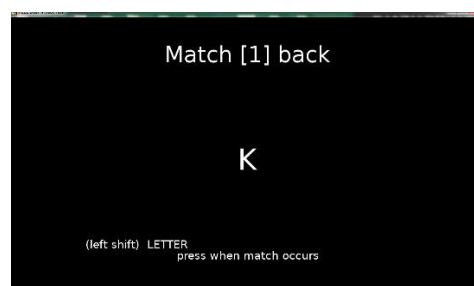 Match [1] back
K
(left shift) LETTER
press when match occurs